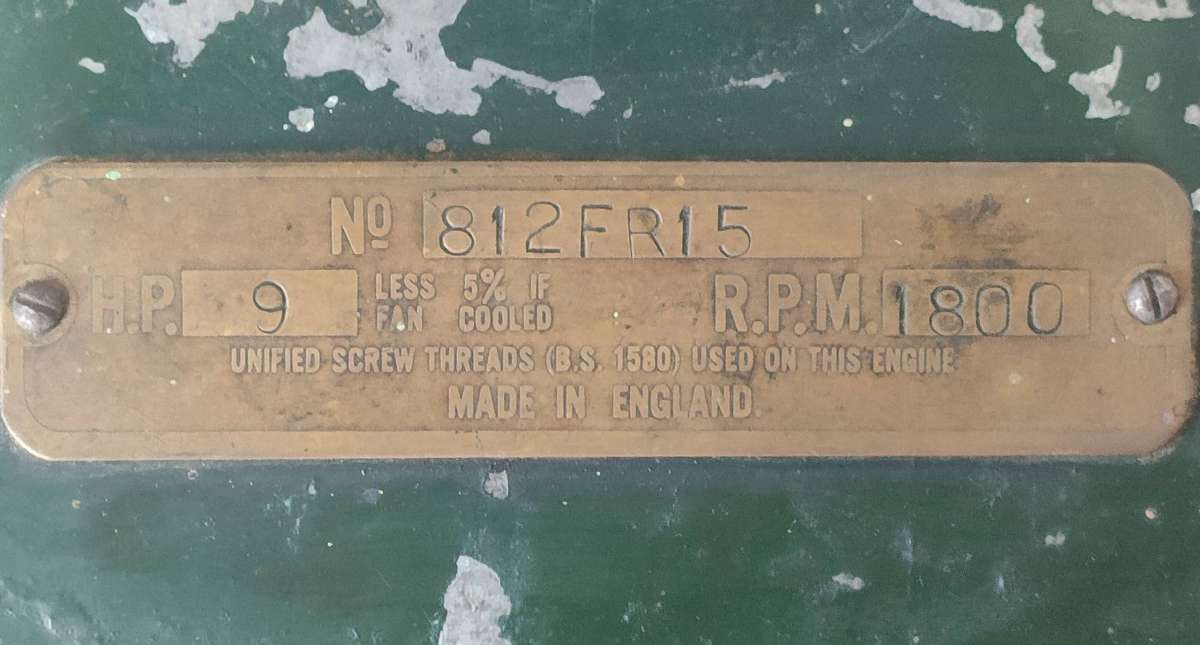 Nº 812FR15
H.P. 9 LESS 5% IF FAN COOLED R.P.M. 1800
UNIFIED SCREW THREADS (B.S. 1580) USED ON THIS ENGINE
MADE IN ENGLAND.